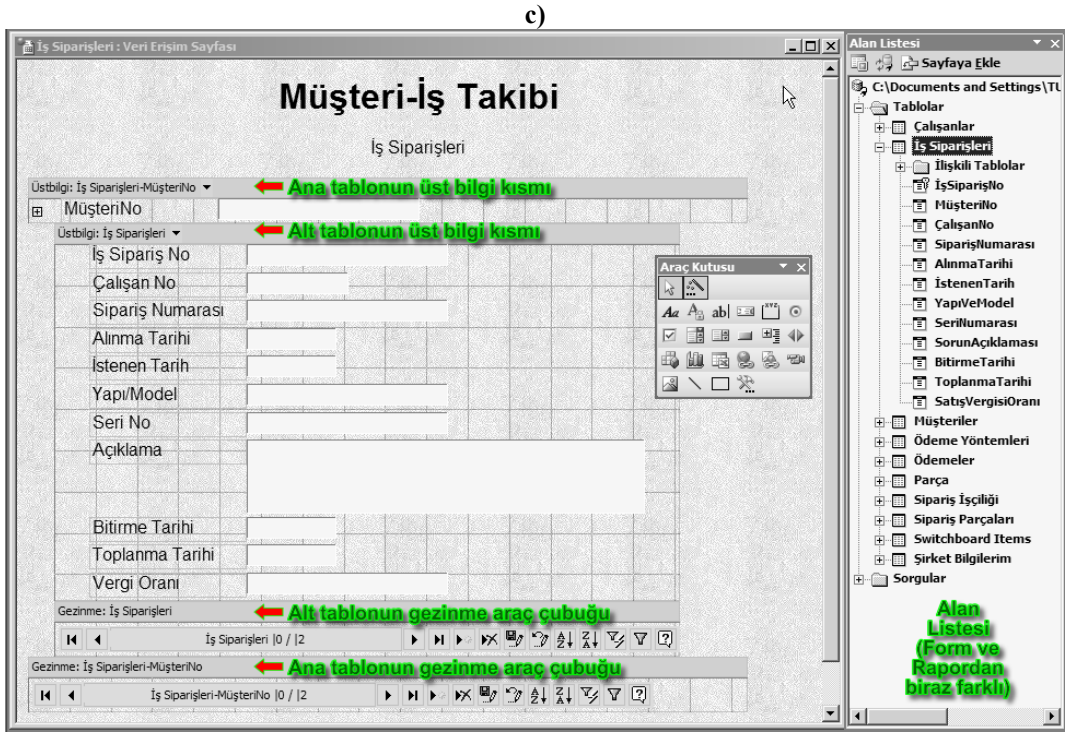 c)
İş Siparişleri : Veri Erişim Sayfası
Müşteri-İş Takibi
İş Siparişleri
Üstbilgi: İş Siparişleri-MüşteriNo
Ana tablonun üst bilgi kısmı
MüşteriNo
Üstbilgi: İş Siparişleri
Alt tablonun üst bilgi kısmı
İş Sipariş No
Çalışan No
Sipariş Numarası
Alınma Tarihi
İstenen Tarih
Yapı/Model
Seri No
Açıklama
Bitirme Tarihi
Toplanma Tarihi
Vergi Oranı
Gezinme: İş Siparişleri
Alt tablonun gezinme araç çubuğu
İş Siparişleri |0 / |2
Gezinme: İş Siparişleri-MüşteriNo
Ana tablonun gezinme araç çubuğu
İş Siparişleri-MüşteriNo |0 / |2
Araç Kutusu
Aa
ab|
XYZ
Alan Listesi
Sayfaya Ekle
C:\Documents and Settings\TU
Tablolar
Çalışanlar
İş Siparişleri
İlişkili Tablolar
İşSiparişNo
MüşteriNo
ÇalışanNo
SiparişNumarası
AlınmaTarihi
İstenenTarih
YapıVeModel
SeriNumarası
SorunAçıklaması
BitirmeTarihi
ToplanmaTarihi
SatışVergisiOranı
Müşteriler
Ödeme Yöntemleri
Ödemeler
Parça
Sipariş İşçiliği
Sipariş Parçaları
Switchboard Items
Şirket Bilgilerim
Sorgular
Alan
Listesi
(Form ve
Rapordan
biraz farklı)